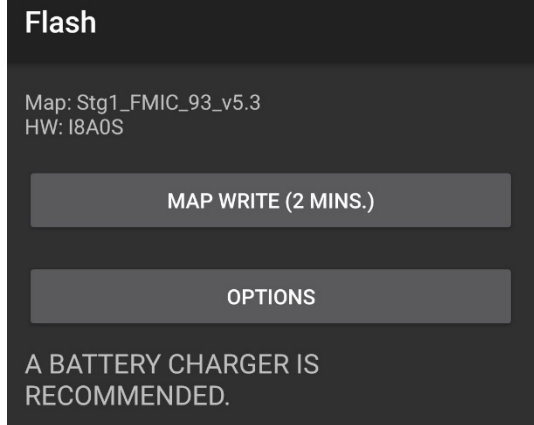 Flash
Map: Stg1_FMIC_93_v5.3
HW: I8A0S
MAP WRITE (2 MINS.)
OPTIONS
A BATTERY CHARGER IS
RECOMMENDED.